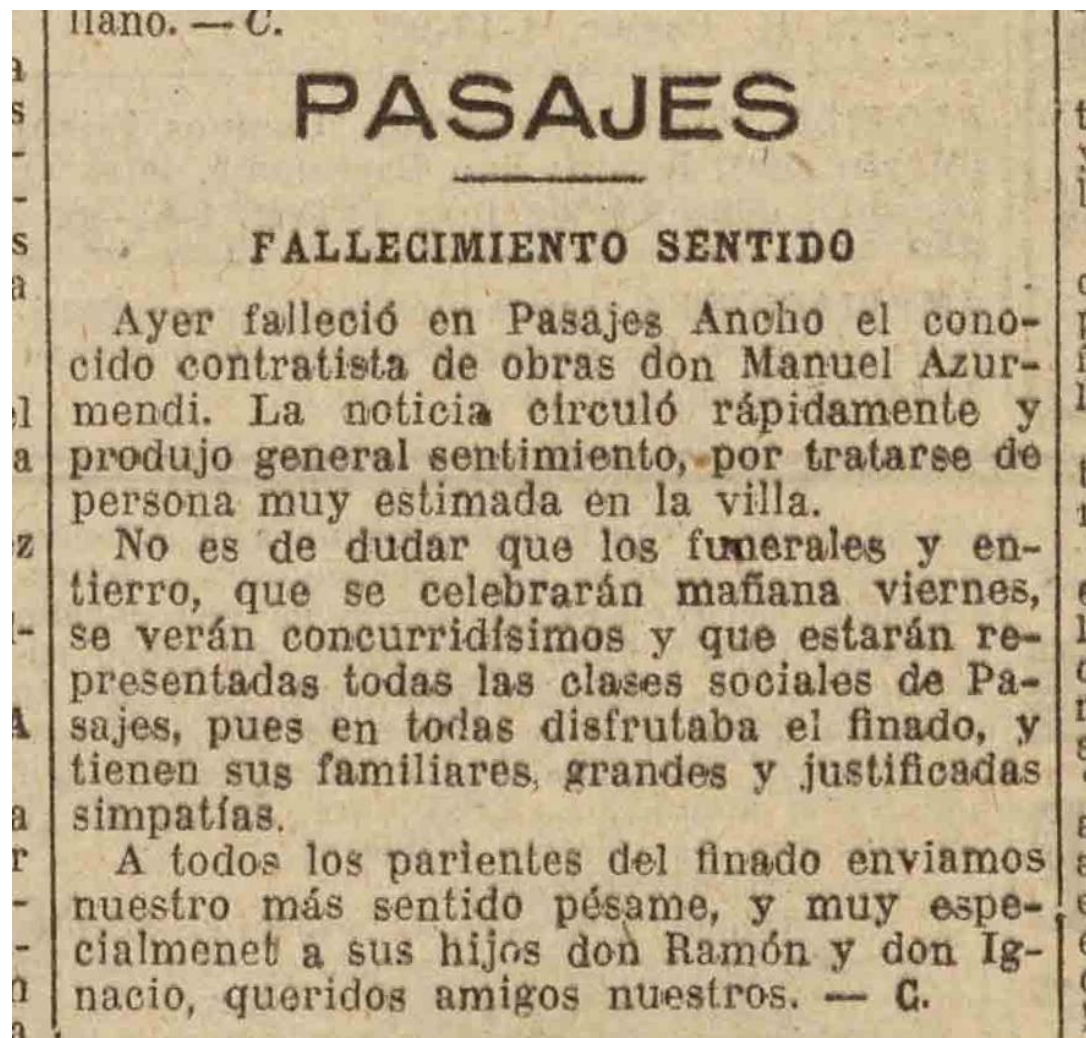 llano. — C.
PASAJES
FALLECIMIENTO SENTIDO
Ayer falleció en Pasajes Ancho el cono-
cido contratista de obras don Manuel Azur-
mendi. La noticia circuló rápidamente y
produjo general sentimiento, por tratarse de
persona muy estimada en la villa.
No es de dudar que los funerales y en-
tierro, que se celebrarán mañana viernes,
se verán concurridísimos y que estarán re-
presentadas todas las clases sociales de Pa-
sajes, pues en todas disfrutaba el finado, y
tienen sus familiares, grandes y justificadas
simpatías.
A todos los parientes del finado enviamos
nuestro más sentido pésame, y muy espe-
cialmenet a sus hijos don Ramón y don Ig-
nacio, queridos amigos nuestros. — C.